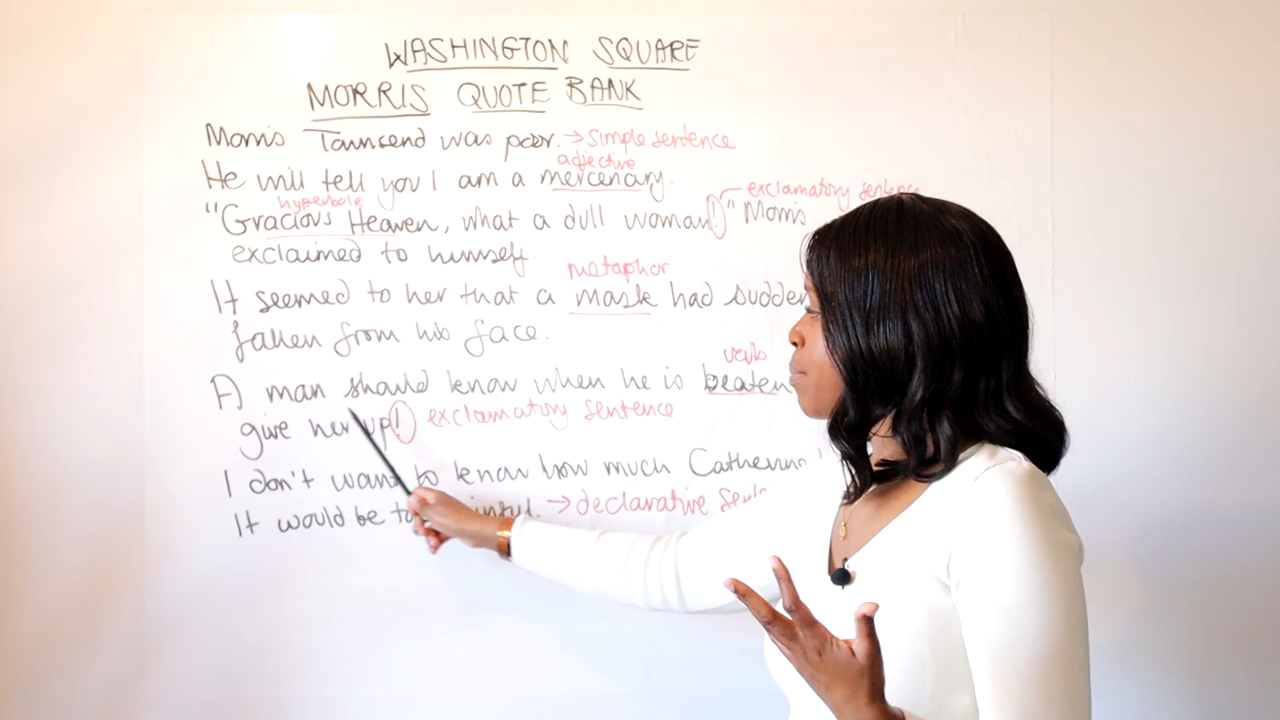 WASHINGTON SQUARE
MORRIS QUOTE BANK
Morris Townsend was poor. → simple sentence
adjective
He will tell you I am a mercenary.
hyperbole exclamatory sentence
"Gracious Heaven, what a dull woman!" Morris
exclaimed to himself.
metaphor
It seemed to her that a mask had
fallen from his face.
verb
A man should know when he is beaten
give her up! exclamatory sentence
I don't want to know how much
It would be → declarative